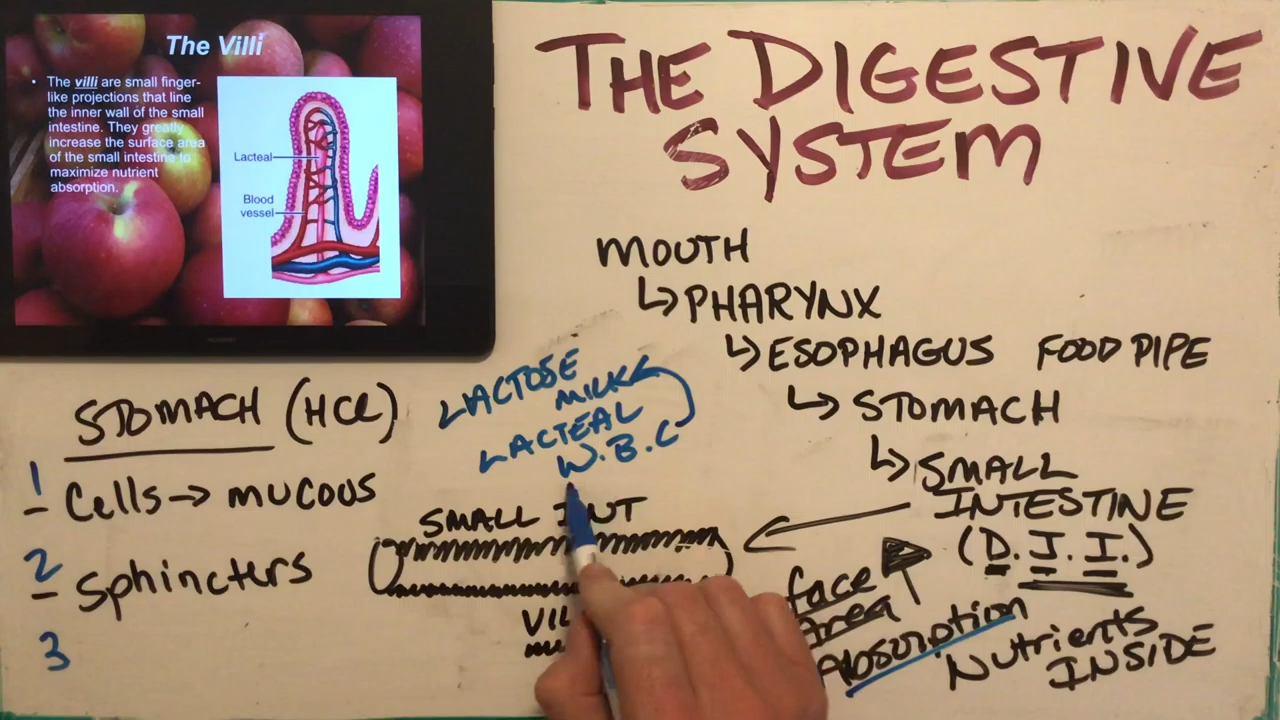 The Villi
• The villi are small finger-
like projections that line
the inner wall of the small
intestine. They greatly
increase the surface area
of the small intestine to
maximize nutrient
absorption.
Lacteal
Blood
vessel
THE DIGESTIVE
SYSTEM
MOUTH
↳ PHARYNX
↳ ESOPHAGUS FOOD PIPE
↳ STOMACH
↳ SMALL
INTESTINE
(D. J. I.)
STOMACH (HCl)
1 Cells → mucous
2 Sphincters
3
LACTOSE
MILK
LACTEAL
W.B.C
SMALL INT
VIL
face
Area
Absorption
Nutrients
INSIDE